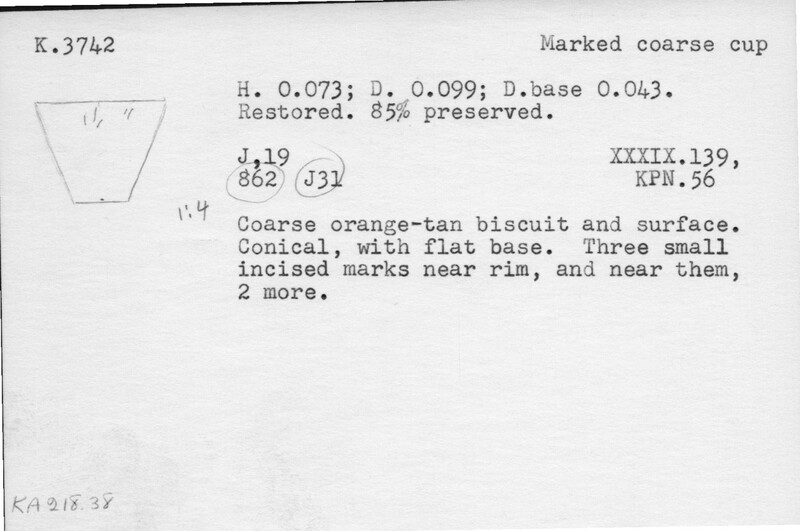 K.3742
Marked coarse cup
H. 0.073; D. 0.099; D.base 0.043.
Restored. 85% preserved.
J,19
XXXIX.139,
862 J31
KPN.56
1:4
Coarse orange-tan biscuit and surface.
Conical, with flat base. Three small
incised marks near rim, and near them,
2 more.
KA218.38